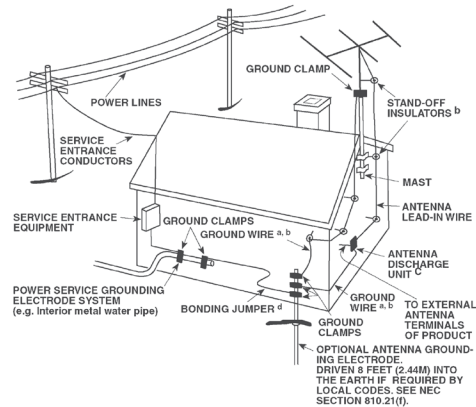 GROUND CLAMP
POWER LINES
STAND-OFF
INSULATORS b
SERVICE
ENTRANCE
CONDUCTORS
MAST
ANTENNA
LEAD-IN WIRE
SERVICE ENTRANCE
EQUIPMENT
GROUND CLAMPS
GROUND WIRE a, b
ANTENNA
DISCHARGE
UNIT C
POWER SERVICE GROUNDING
ELECTRODE SYSTEM
(e.g. Interior metal water pipe)
BONDING JUMPER d
GROUND
WIRE a, b
TO EXTERNAL
ANTENNA
TERMINALS
OF PRODUCT
GROUND
CLAMPS
OPTIONAL ANTENNA GROUND-
ING ELECTRODE.
DRIVEN 8 FEET (2.44M) INTO
THE EARTH IF REQUIRED BY
LOCAL CODES. SEE NEC
SECTION 810.21(f).